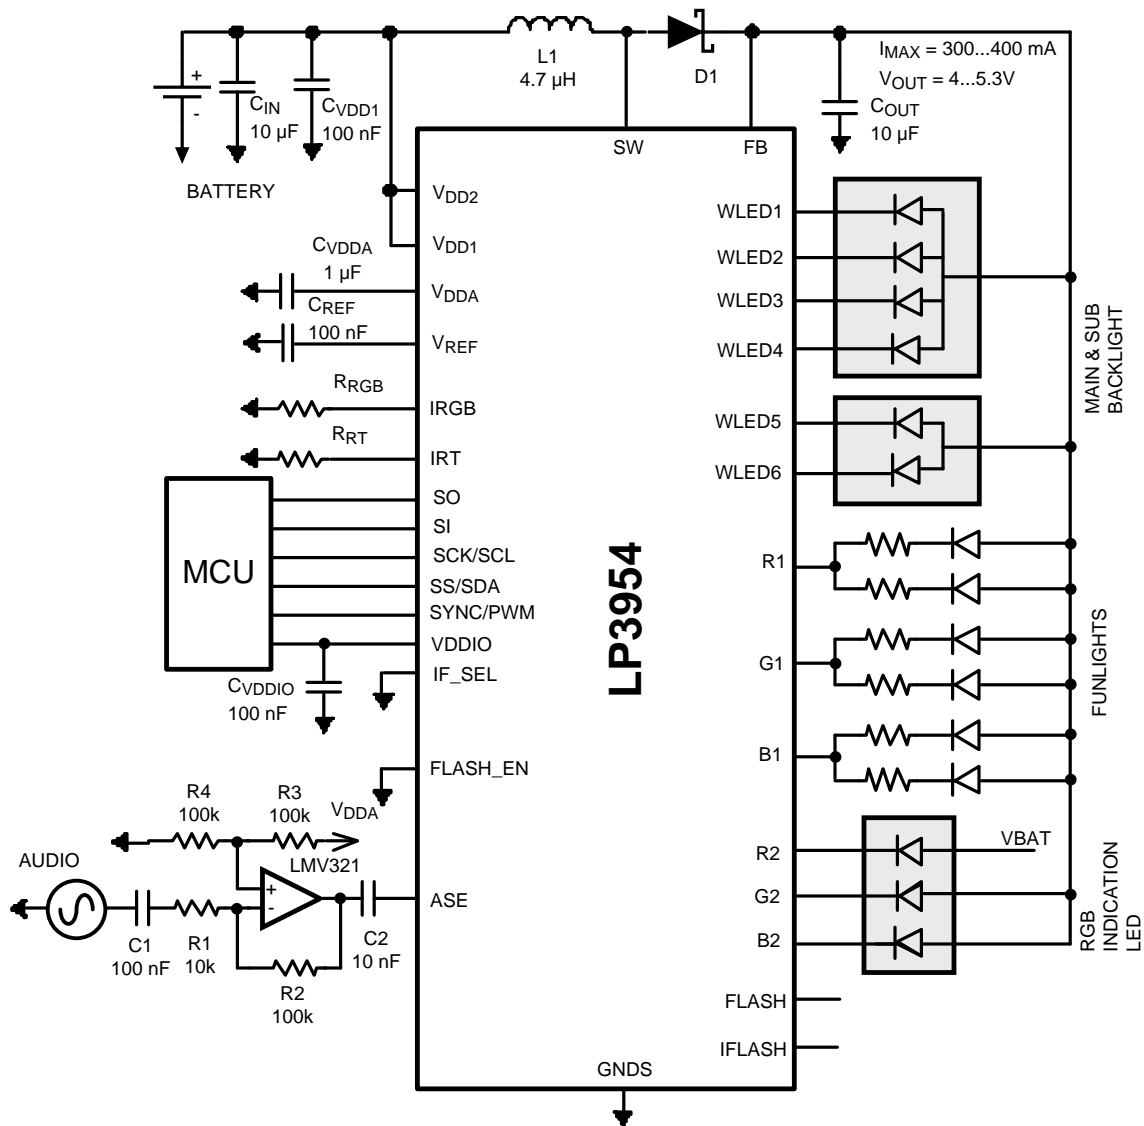 L1
4.7 µH
D1
IMAX = 300...400 mA
VOUT = 4...5.3V
COUT
10 µF
+
-
CIN
10 µF
CVDD1
100 nF
BATTERY
SW
FB
VDD2
VDD1
CVDDA
1 µF
VDDA
CREF
100 nF
VREF
RRGB
IRGB
RRT
IRT
MCU
SO
SI
SCK/SCL
SS/SDA
SYNC/PWM
VDDIO
IF_SEL
CVDDIO
100 nF
FLASH_EN
R4
100k
R3
100k
VDDA
LMV321
+
-
AUDIO
C1
100 nF
R1
10k
R2
100k
C2
10 nF
ASE
LP3954
GNDS
WLED1
WLED2
WLED3
WLED4
WLED5
WLED6
R1
G1
B1
R2
G2
B2
FLASH
IFLASH
VBAT
MAIN & SUB
BACKLIGHT
FUNLIGHTS
RGB
INDICATION
LED